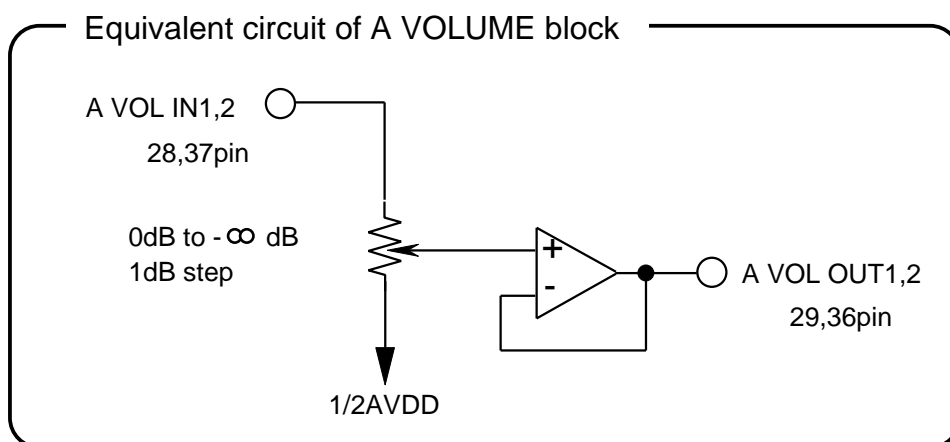 Equivalent circuit of A VOLUME block
A VOL IN1,2
28,37pin
0dB to - ∞ dB
1dB step
+
-
A VOL OUT1,2
29,36pin
1/2AVDD